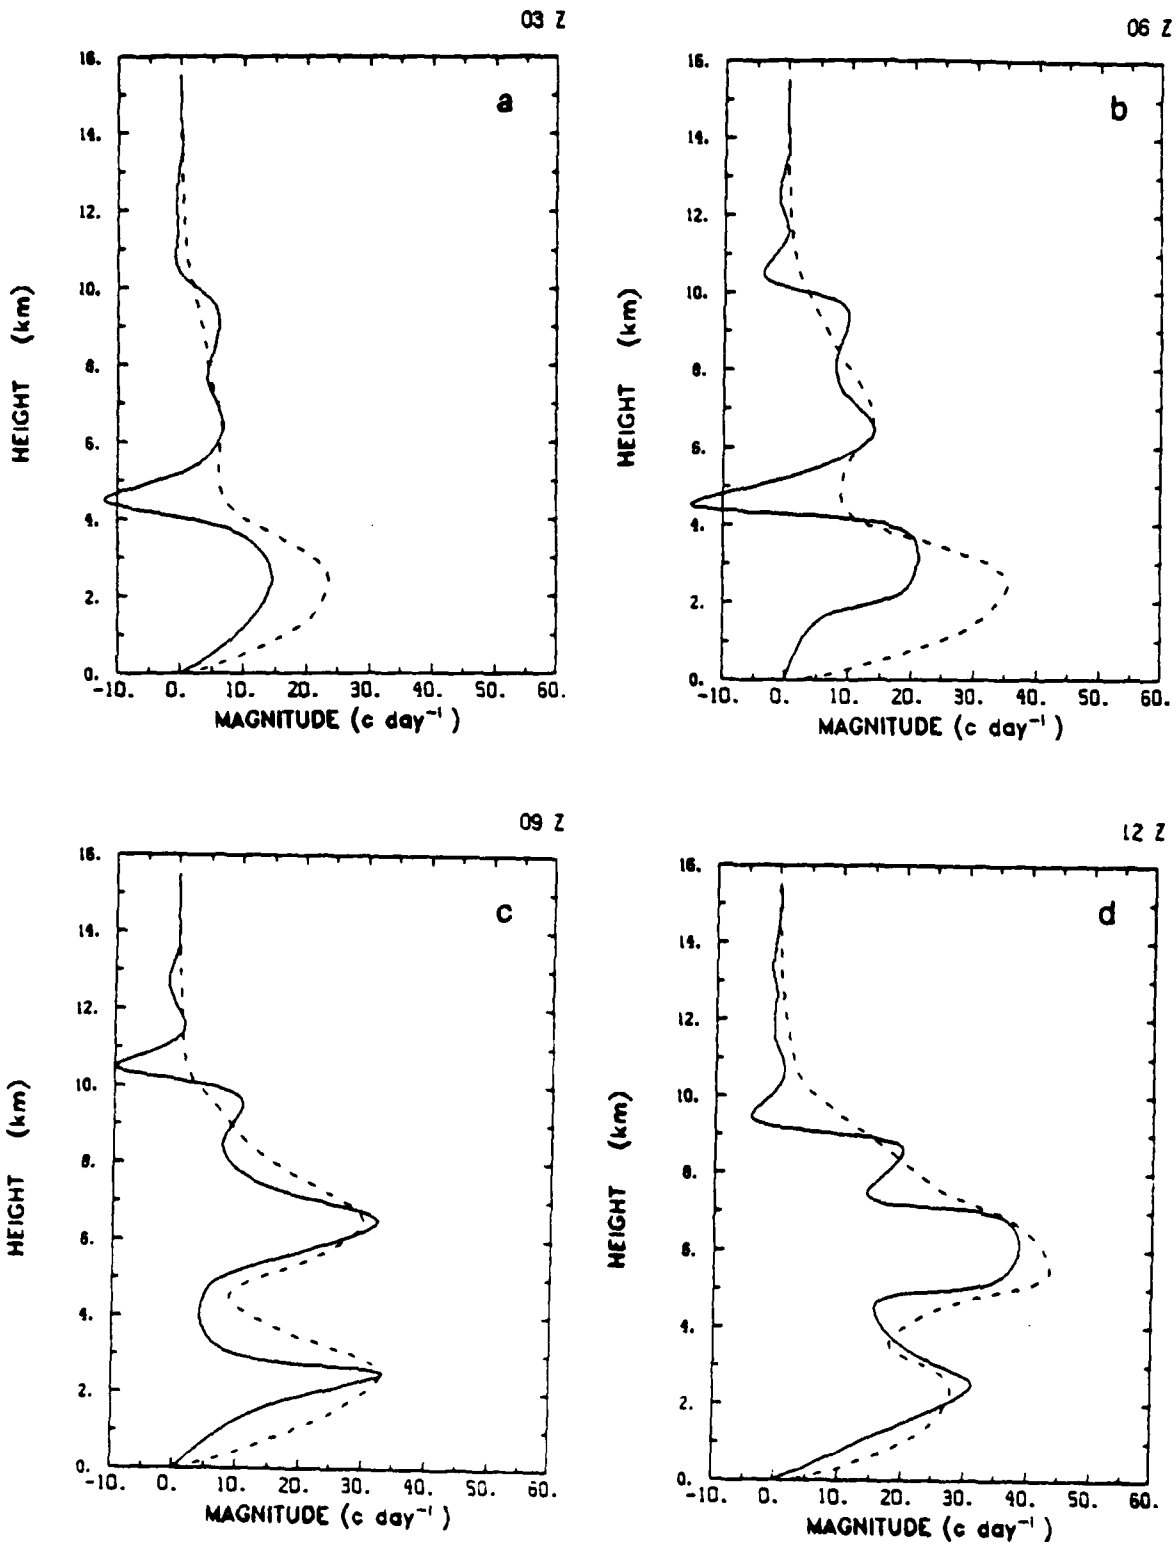 03 Z
a
16.
14.
12.
10.
8.
6.
4.
2.
0.
HEIGHT (km)
-10. 0. 10. 20. 30. 40. 50. 60.
MAGNITUDE (c day⁻¹)
06 Z
b
16.
14.
12.
10.
8.
6.
4.
2.
0.
HEIGHT (km)
-10. 0. 10. 20. 30. 40. 50. 60.
MAGNITUDE (c day⁻¹)
09 Z
c
16.
14.
12.
10.
8.
6.
4.
2.
0.
HEIGHT (km)
-10. 0. 10. 20. 30. 40. 50. 60.
MAGNITUDE (c day⁻¹)
12 Z
d
16.
14.
12.
10.
8.
6.
4.
2.
0.
HEIGHT (km)
-10. 0. 10. 20. 30. 40. 50. 60.
MAGNITUDE (c day⁻¹)